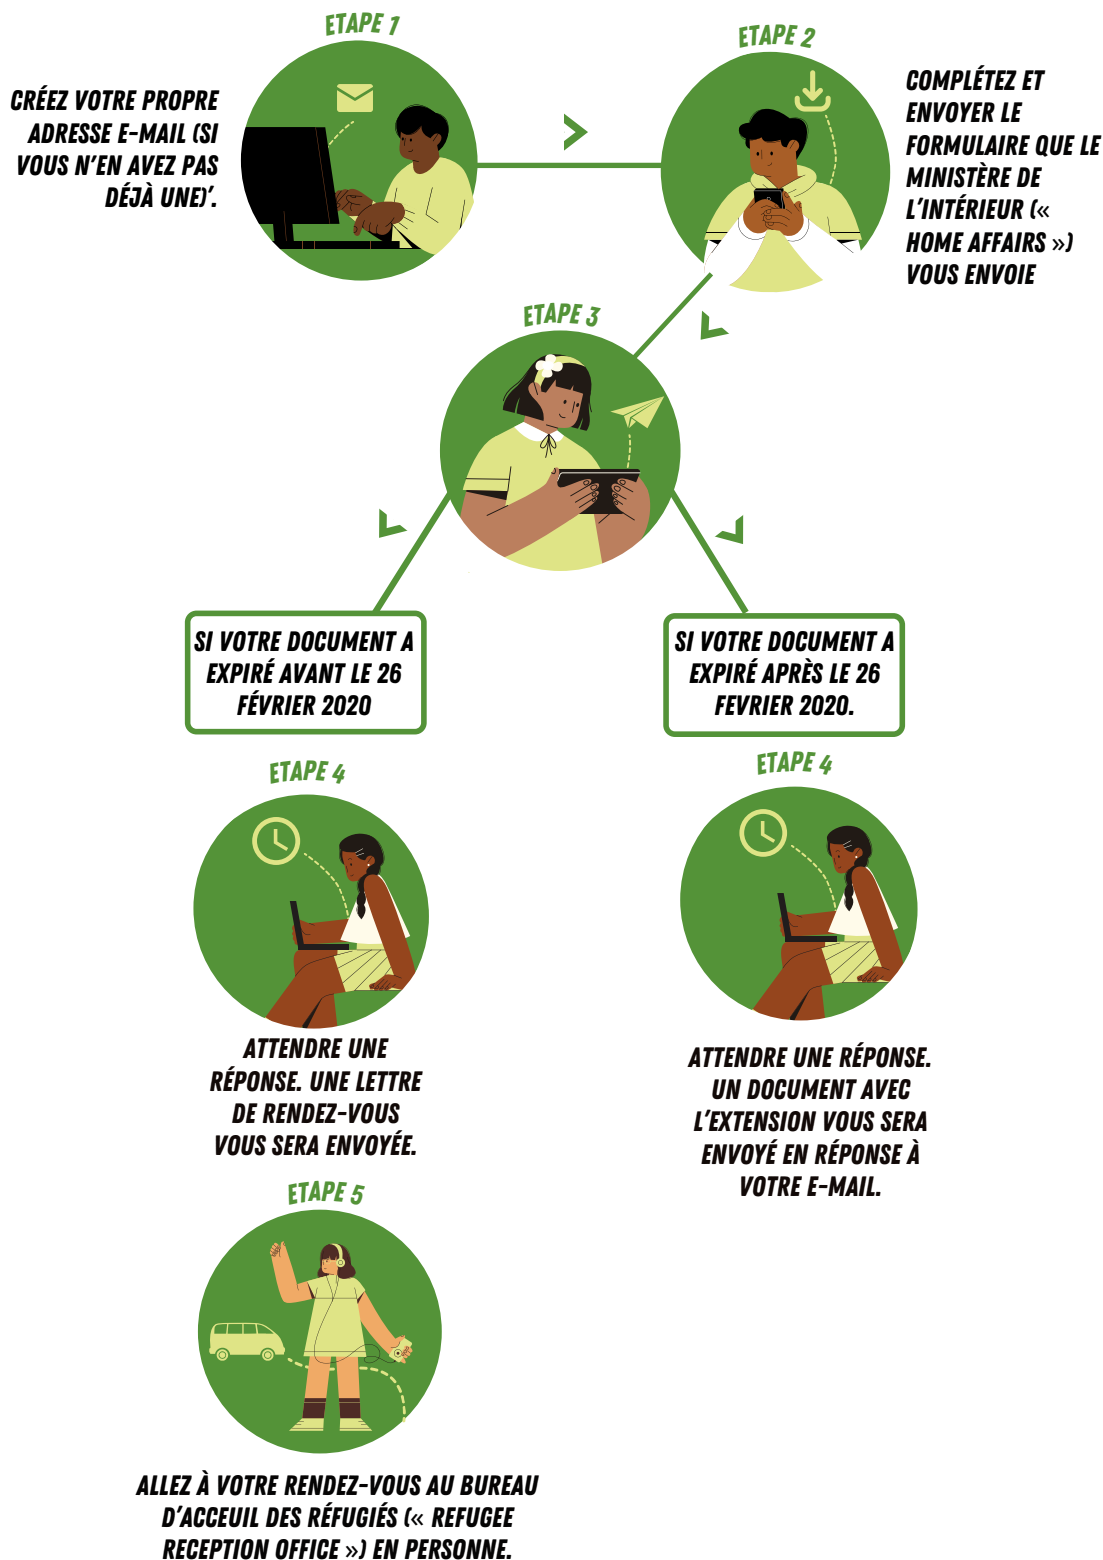 ETAPE 1
CRÉEZ VOTRE PROPRE
ADRESSE E-MAIL (SI
VOUS N'EN AVEZ PAS
DÉJÀ UNE)'.
ETAPE 2
COMPLÉTEZ ET
ENVOYER LE
FORMULAIRE QUE LE
MINISTÈRE DE
L'INTÉRIEUR («
HOME AFFAIRS »)
VOUS ENVOIE
ETAPE 3
SI VOTRE DOCUMENT A
EXPIRÉ AVANT LE 26
FÉVRIER 2020
ETAPE 4
ATTENDRE UNE
RÉPONSE. UNE LETTRE
DE RENDEZ-VOUS
VOUS SERA ENVOYÉE.
ETAPE 5
ALLEZ À VOTRE RENDEZ-VOUS AU BUREAU
D'ACCEUIL DES RÉFUGIÉS (« REFUGEE
RECEPTION OFFICE ») EN PERSONNE.
SI VOTRE DOCUMENT A
EXPIRÉ APRÈS LE 26
FEVRIER 2020.
ETAPE 4
ATTENDRE UNE RÉPONSE.
UN DOCUMENT AVEC
L'EXTENSION VOUS SERA
ENVOYÉ EN RÉPONSE À
VOTRE E-MAIL.